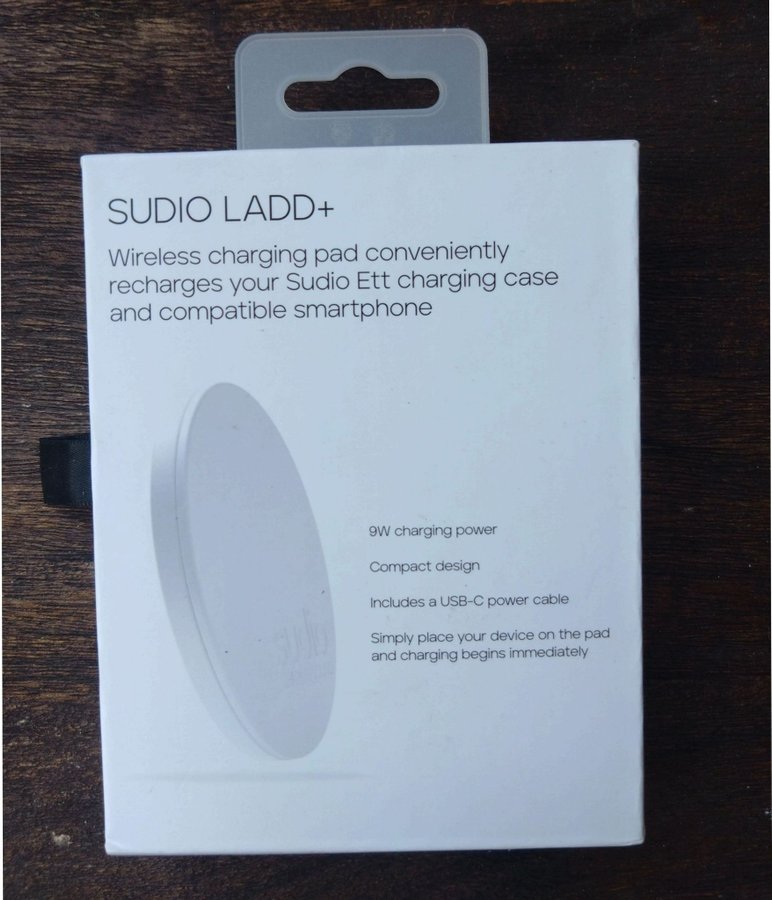 SUDIO LADD+
Wireless charging pad conveniently
recharges your Sudio Ett charging case
and compatible smartphone
9W charging power
Compact design
Includes a USB-C power cable
Simply place your device on the pad
and charging begins immediately